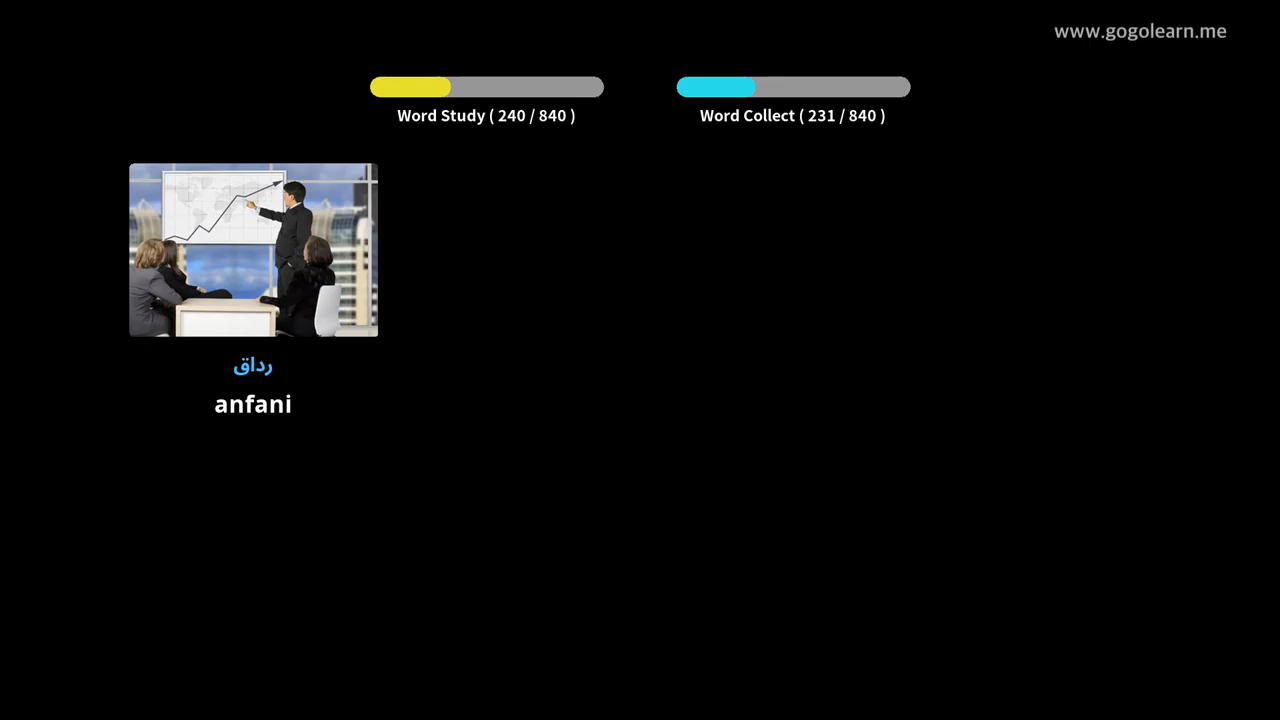 www.gogolearn.me
Word Study ( 240 / 840 )
Word Collect ( 231 / 840 )
رداق
anfani